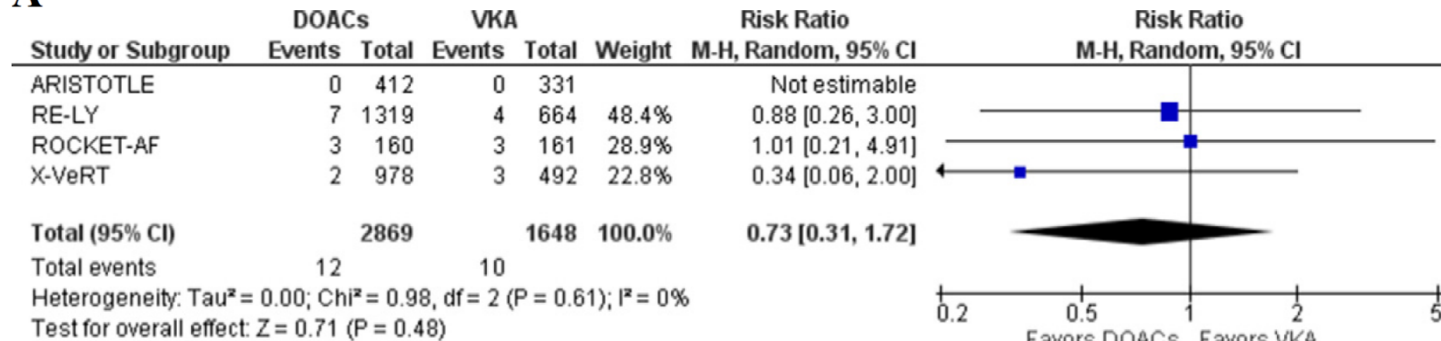 A
DOACs VKA Risk Ratio Risk Ratio
Study or Subgroup Events Total Events Total Weight M-H, Random, 95% CI M-H, Random, 95% CI
ARISTOTLE 0 412 0 331 Not estimable
RE-LY 7 1319 4 664 48.4% 0.88 [0.26, 3.00]
ROCKET-AF 3 160 3 161 28.9% 1.01 [0.21, 4.91]
X-VeRT 2 978 3 492 22.8% 0.34 [0.06, 2.00]
Total (95% CI) 2869 1648 100.0% 0.73 [0.31, 1.72]
Total events 12 10
Heterogeneity: Tau² = 0.00; Chi² = 0.98, df = 2 (P = 0.61); I² = 0%
Test for overall effect: Z = 0.71 (P = 0.48)
0.2 0.5 1 2 5
Favors DOACs Favors VKA